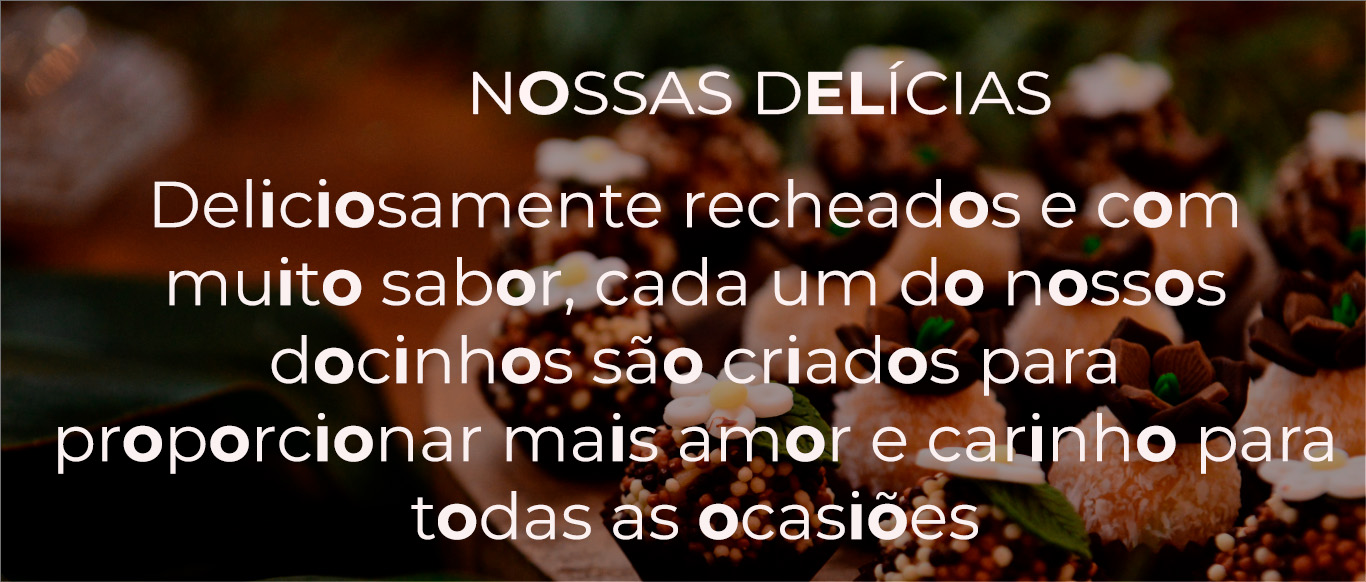 NOSSAS DELÍCIAS
Deliciosamente recheados e com
muito sabor, cada um do nossos
docinhos são criados para
proporcionar mais amor e carinho para
todas as ocasiões